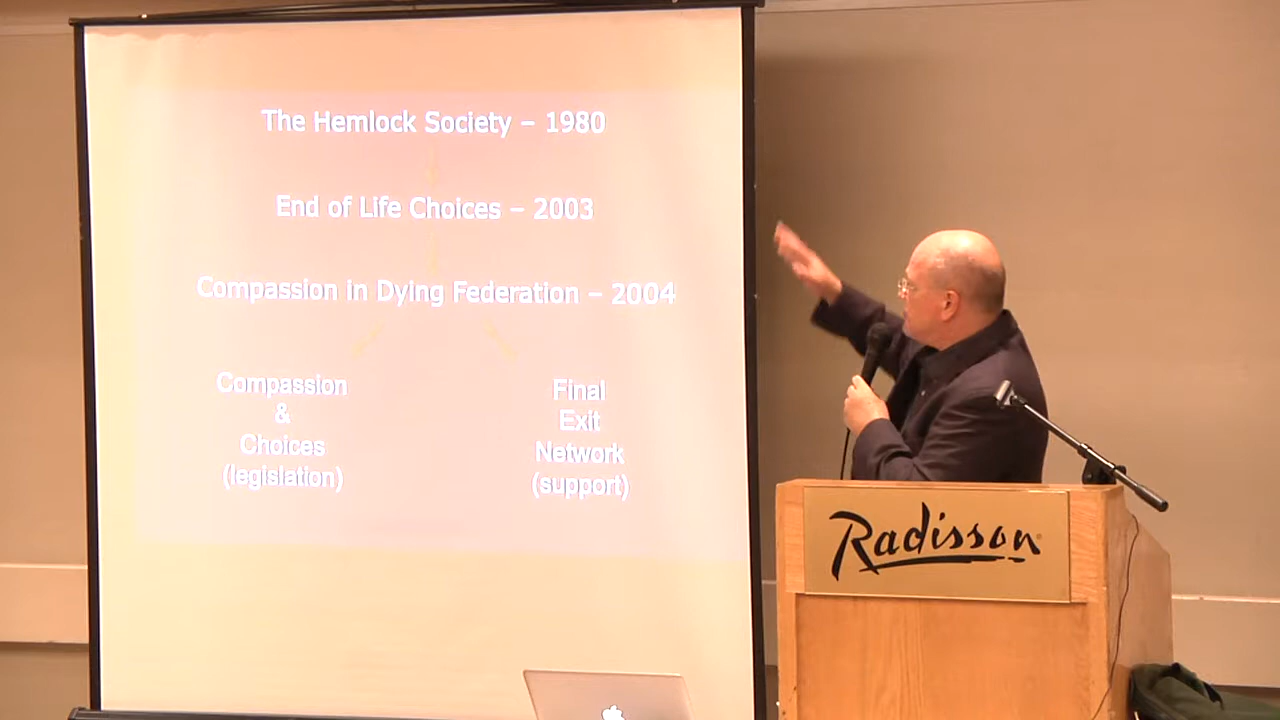 The Hemlock Society – 1980
End of Life Choices – 2003
Compassion in Dying Federation – 2004
Compassion
&
Choices
(legislation)
Final
Exit
Network
(support)
Radisson